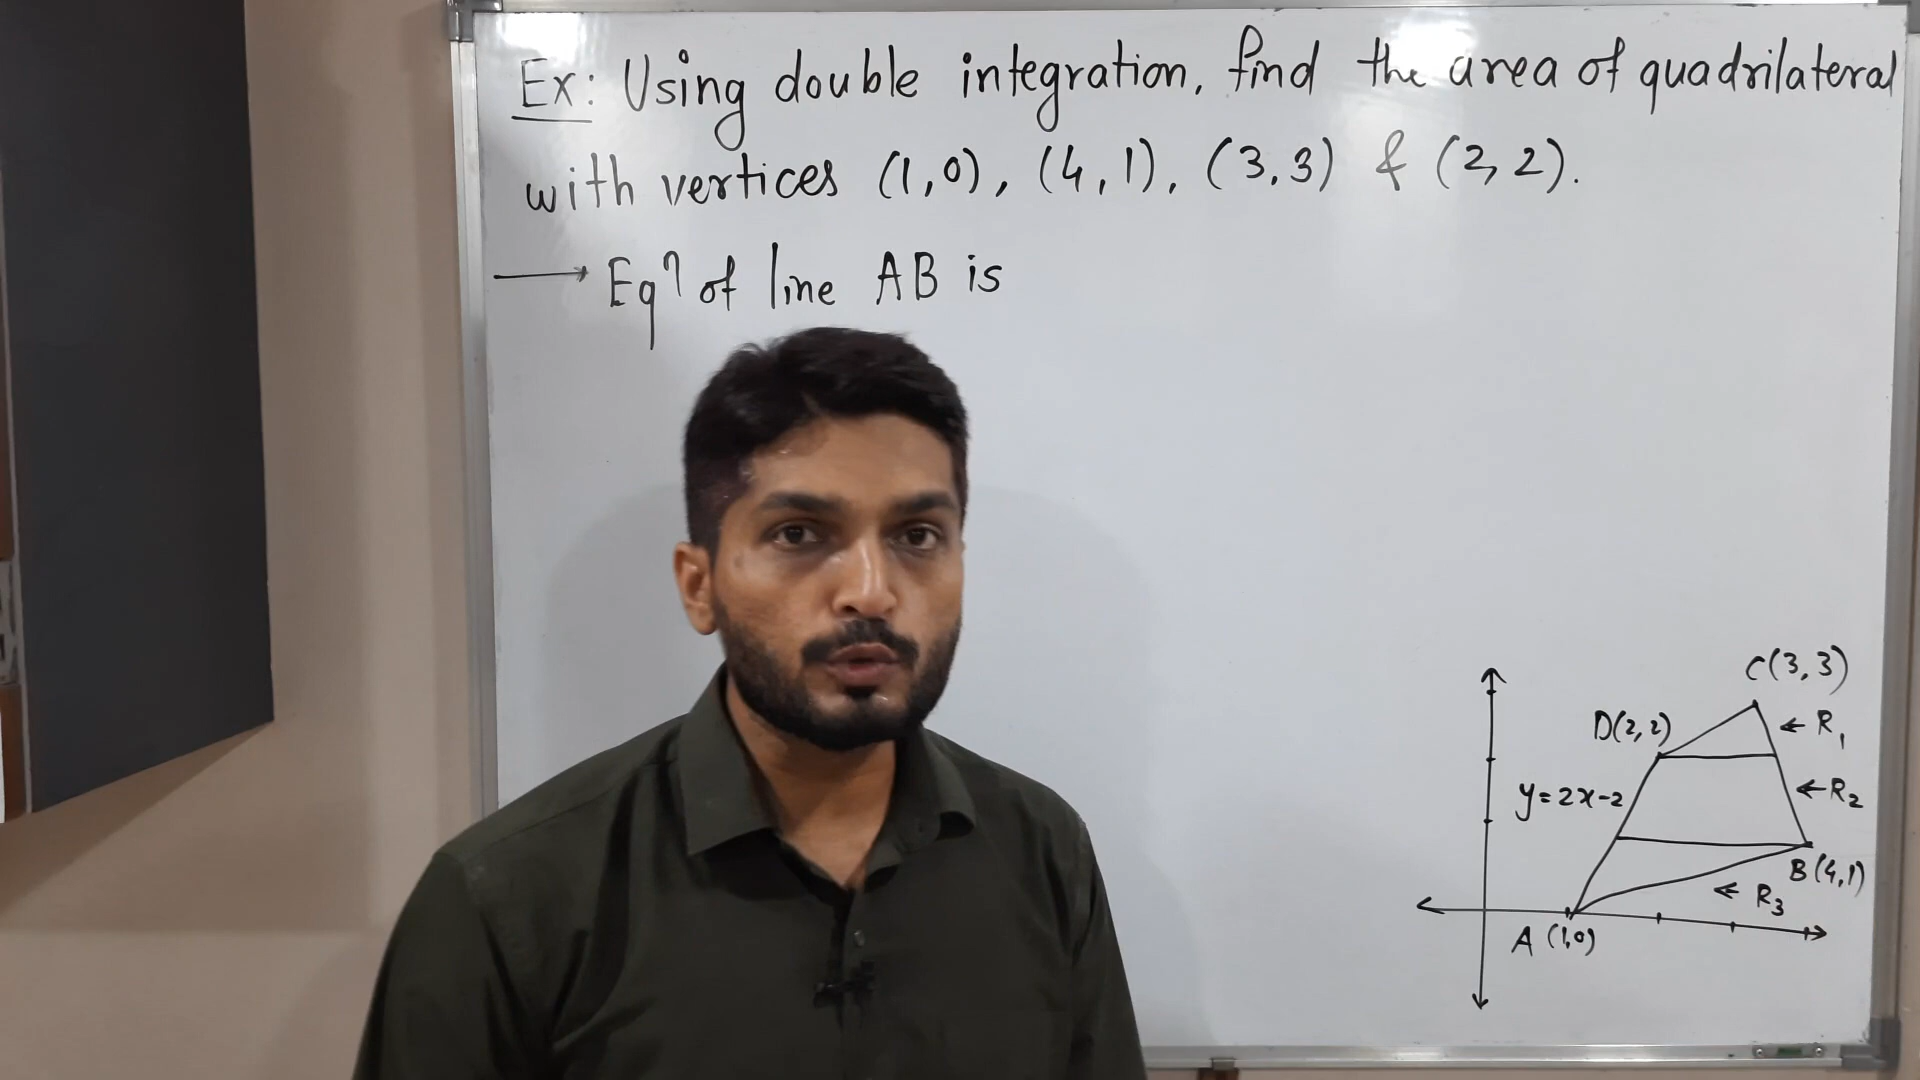 Ex: Using double integration, find the area of quadrilateral
with vertices (1,0), (4,1), (3,3) & (2,2).
→ Eqⁿ of line AB is
C(3,3)
D(2,2)
← R₁
y=2x-2
← R₂
B(4,1)
← R₃
A(1,0)